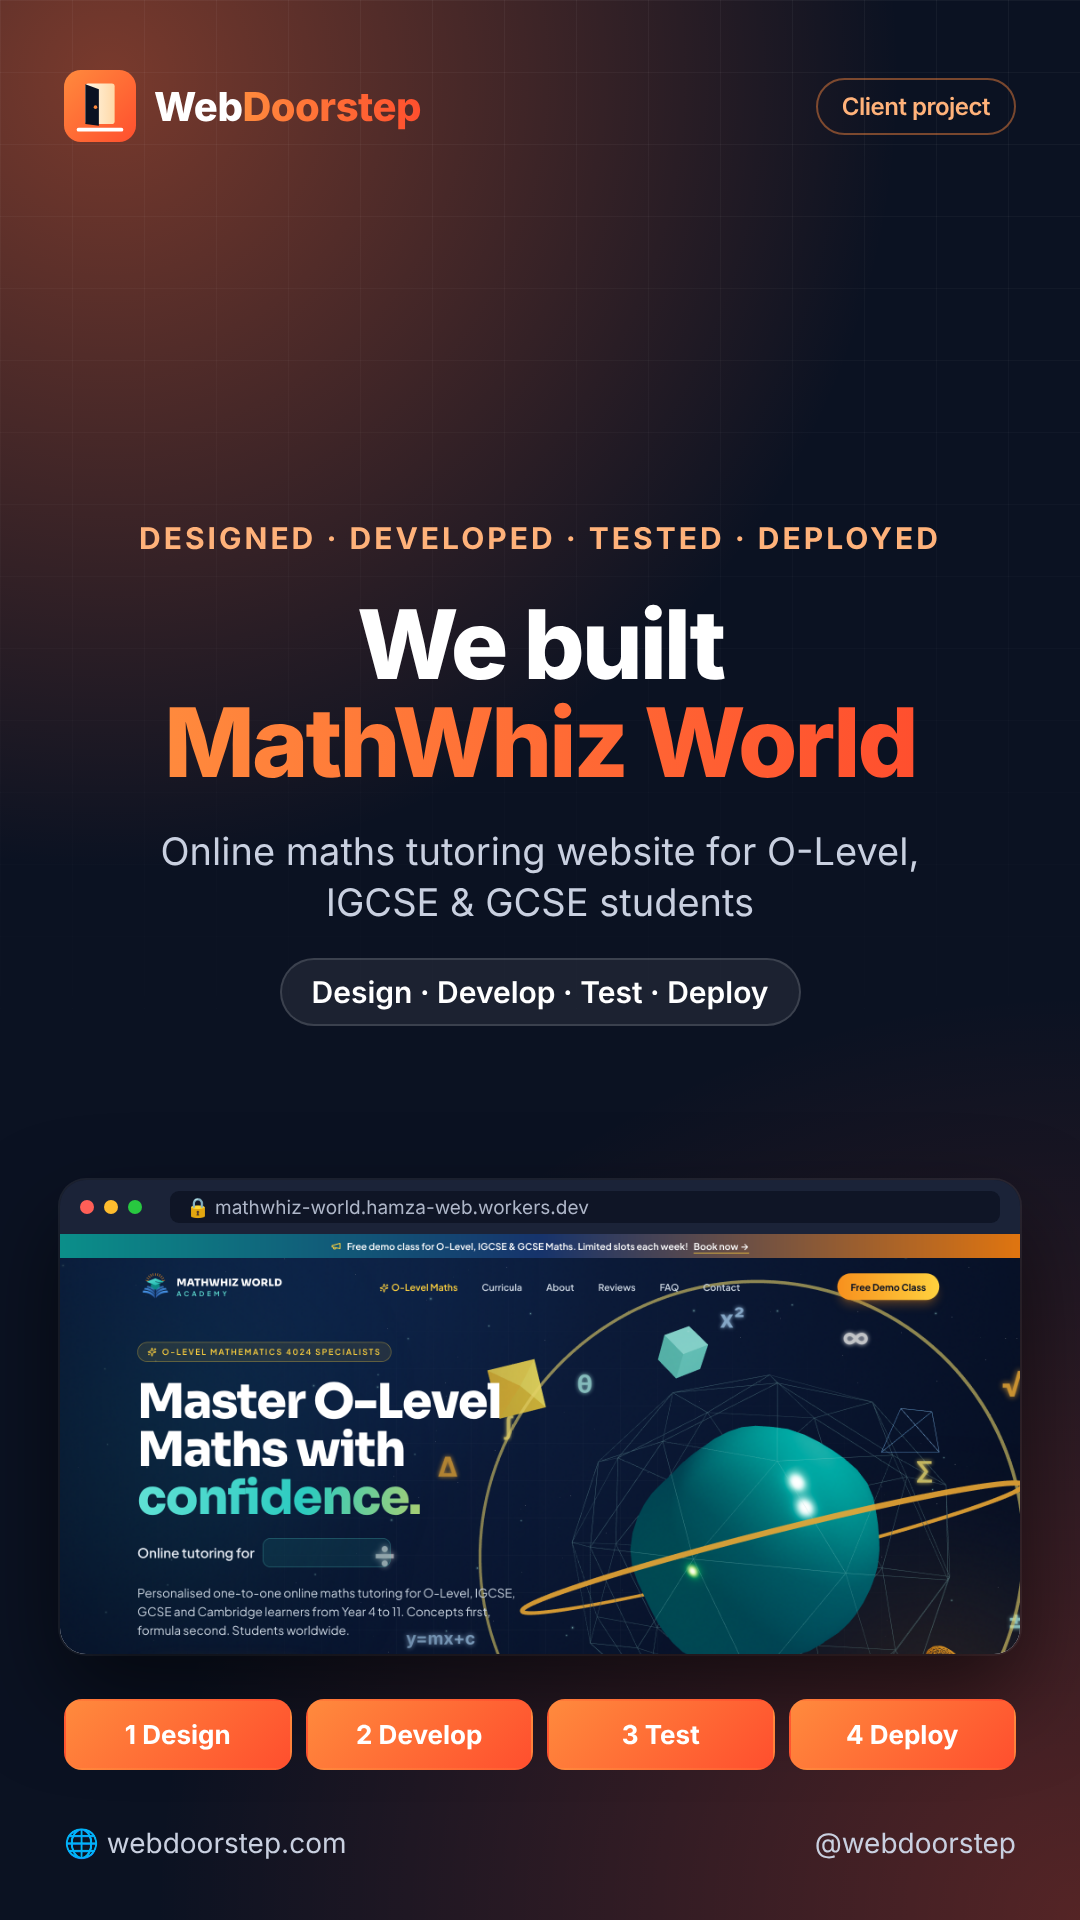 WebDoorstep
Client project
DESIGNED · DEVELOPED · TESTED · DEPLOYED
We built
MathWhiz World
Online maths tutoring website for O-Level,
IGCSE & GCSE students
Design · Develop · Test · Deploy
mathwhiz-world.hamza-web.workers.dev
Free demo class for O-Level, IGCSE & GCSE Maths. Limited slots each week! Book now →
MATHWHIZ WORLD
ACADEMY
O-Level Maths Curricula About Reviews FAQ Contact
Free Demo Class
x²
∞
O-LEVEL MATHEMATICS 4024 SPECIALISTS
θ
√
Master O-Level
∫
Maths with
Δ
Σ
confidence.
Online tutoring for
÷
Personalised one-to-one online maths tutoring for O-Level, IGCSE,
GCSE and Cambridge learners from Year 4 to 11. Concepts first,
formula second. Students worldwide.
±
y=mx+c
1 Design
2 Develop
3 Test
4 Deploy
webdoorstep.com
@webdoorstep